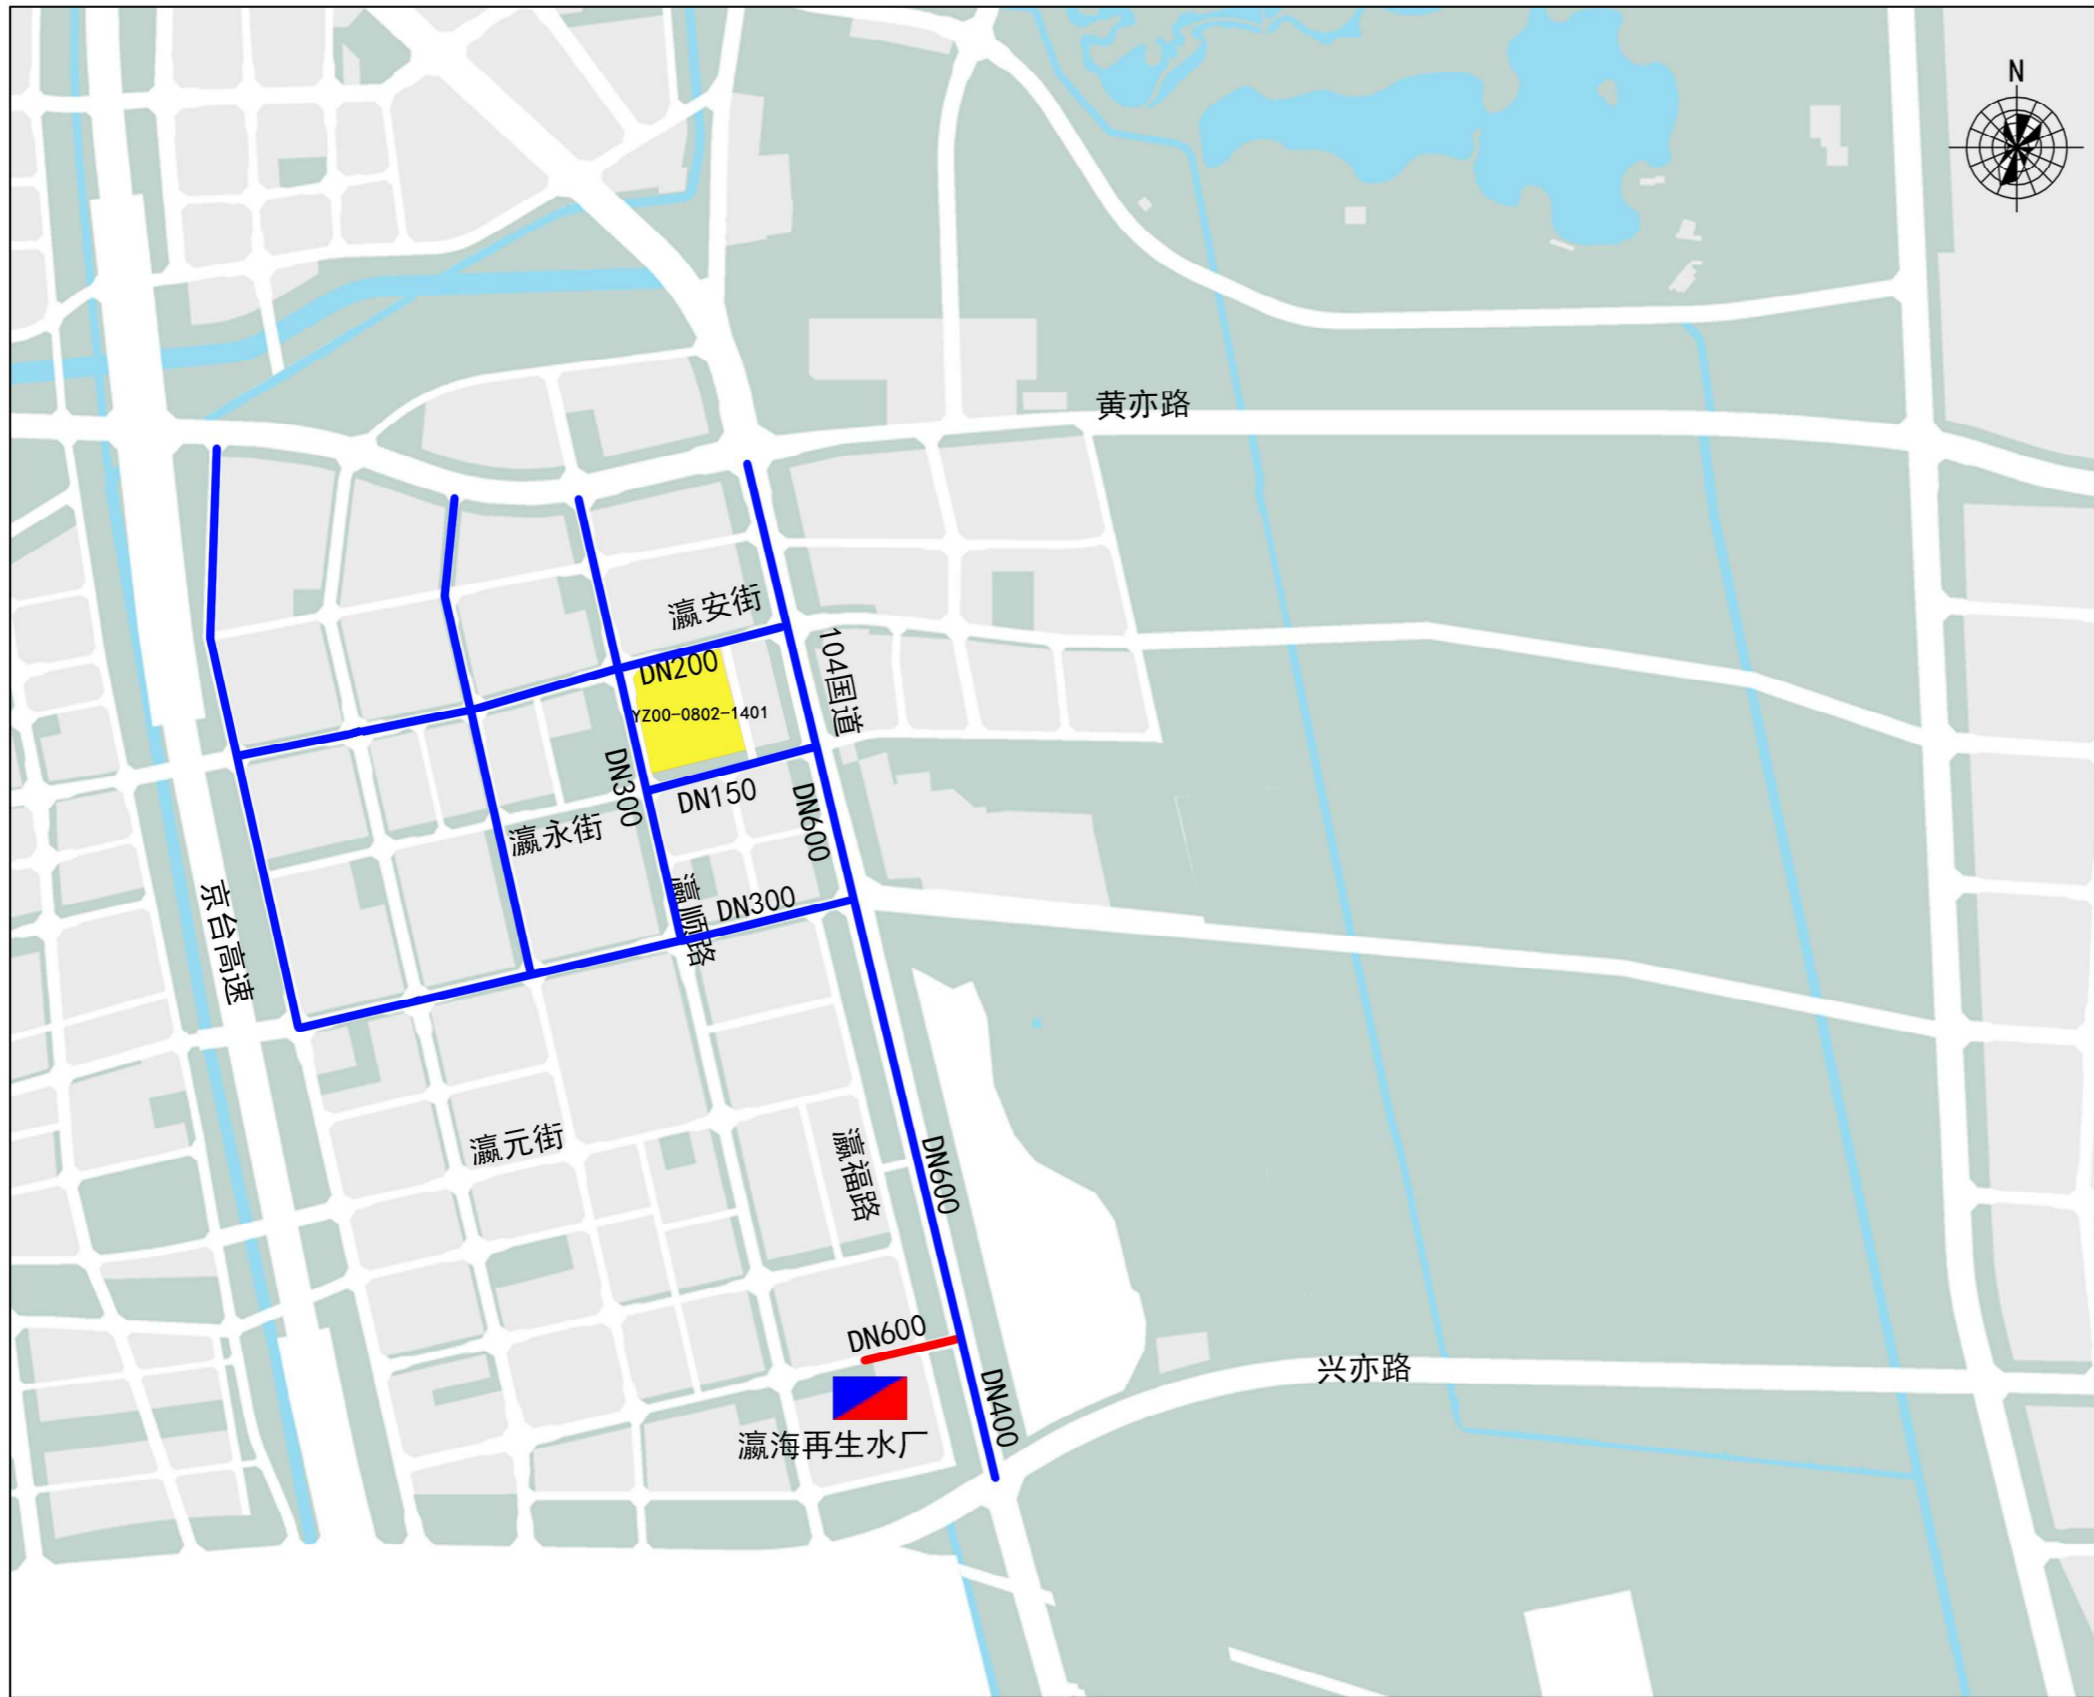 N
黄亦路
瀛安街
104国道
DN200
YZ00-0802-1401
DN300
DN150
DN600
瀛永街
瀛顺路
DN300
京台高速
瀛元街
瀛福路
DN600
DN600
兴亦路
DN400
瀛海再生水厂